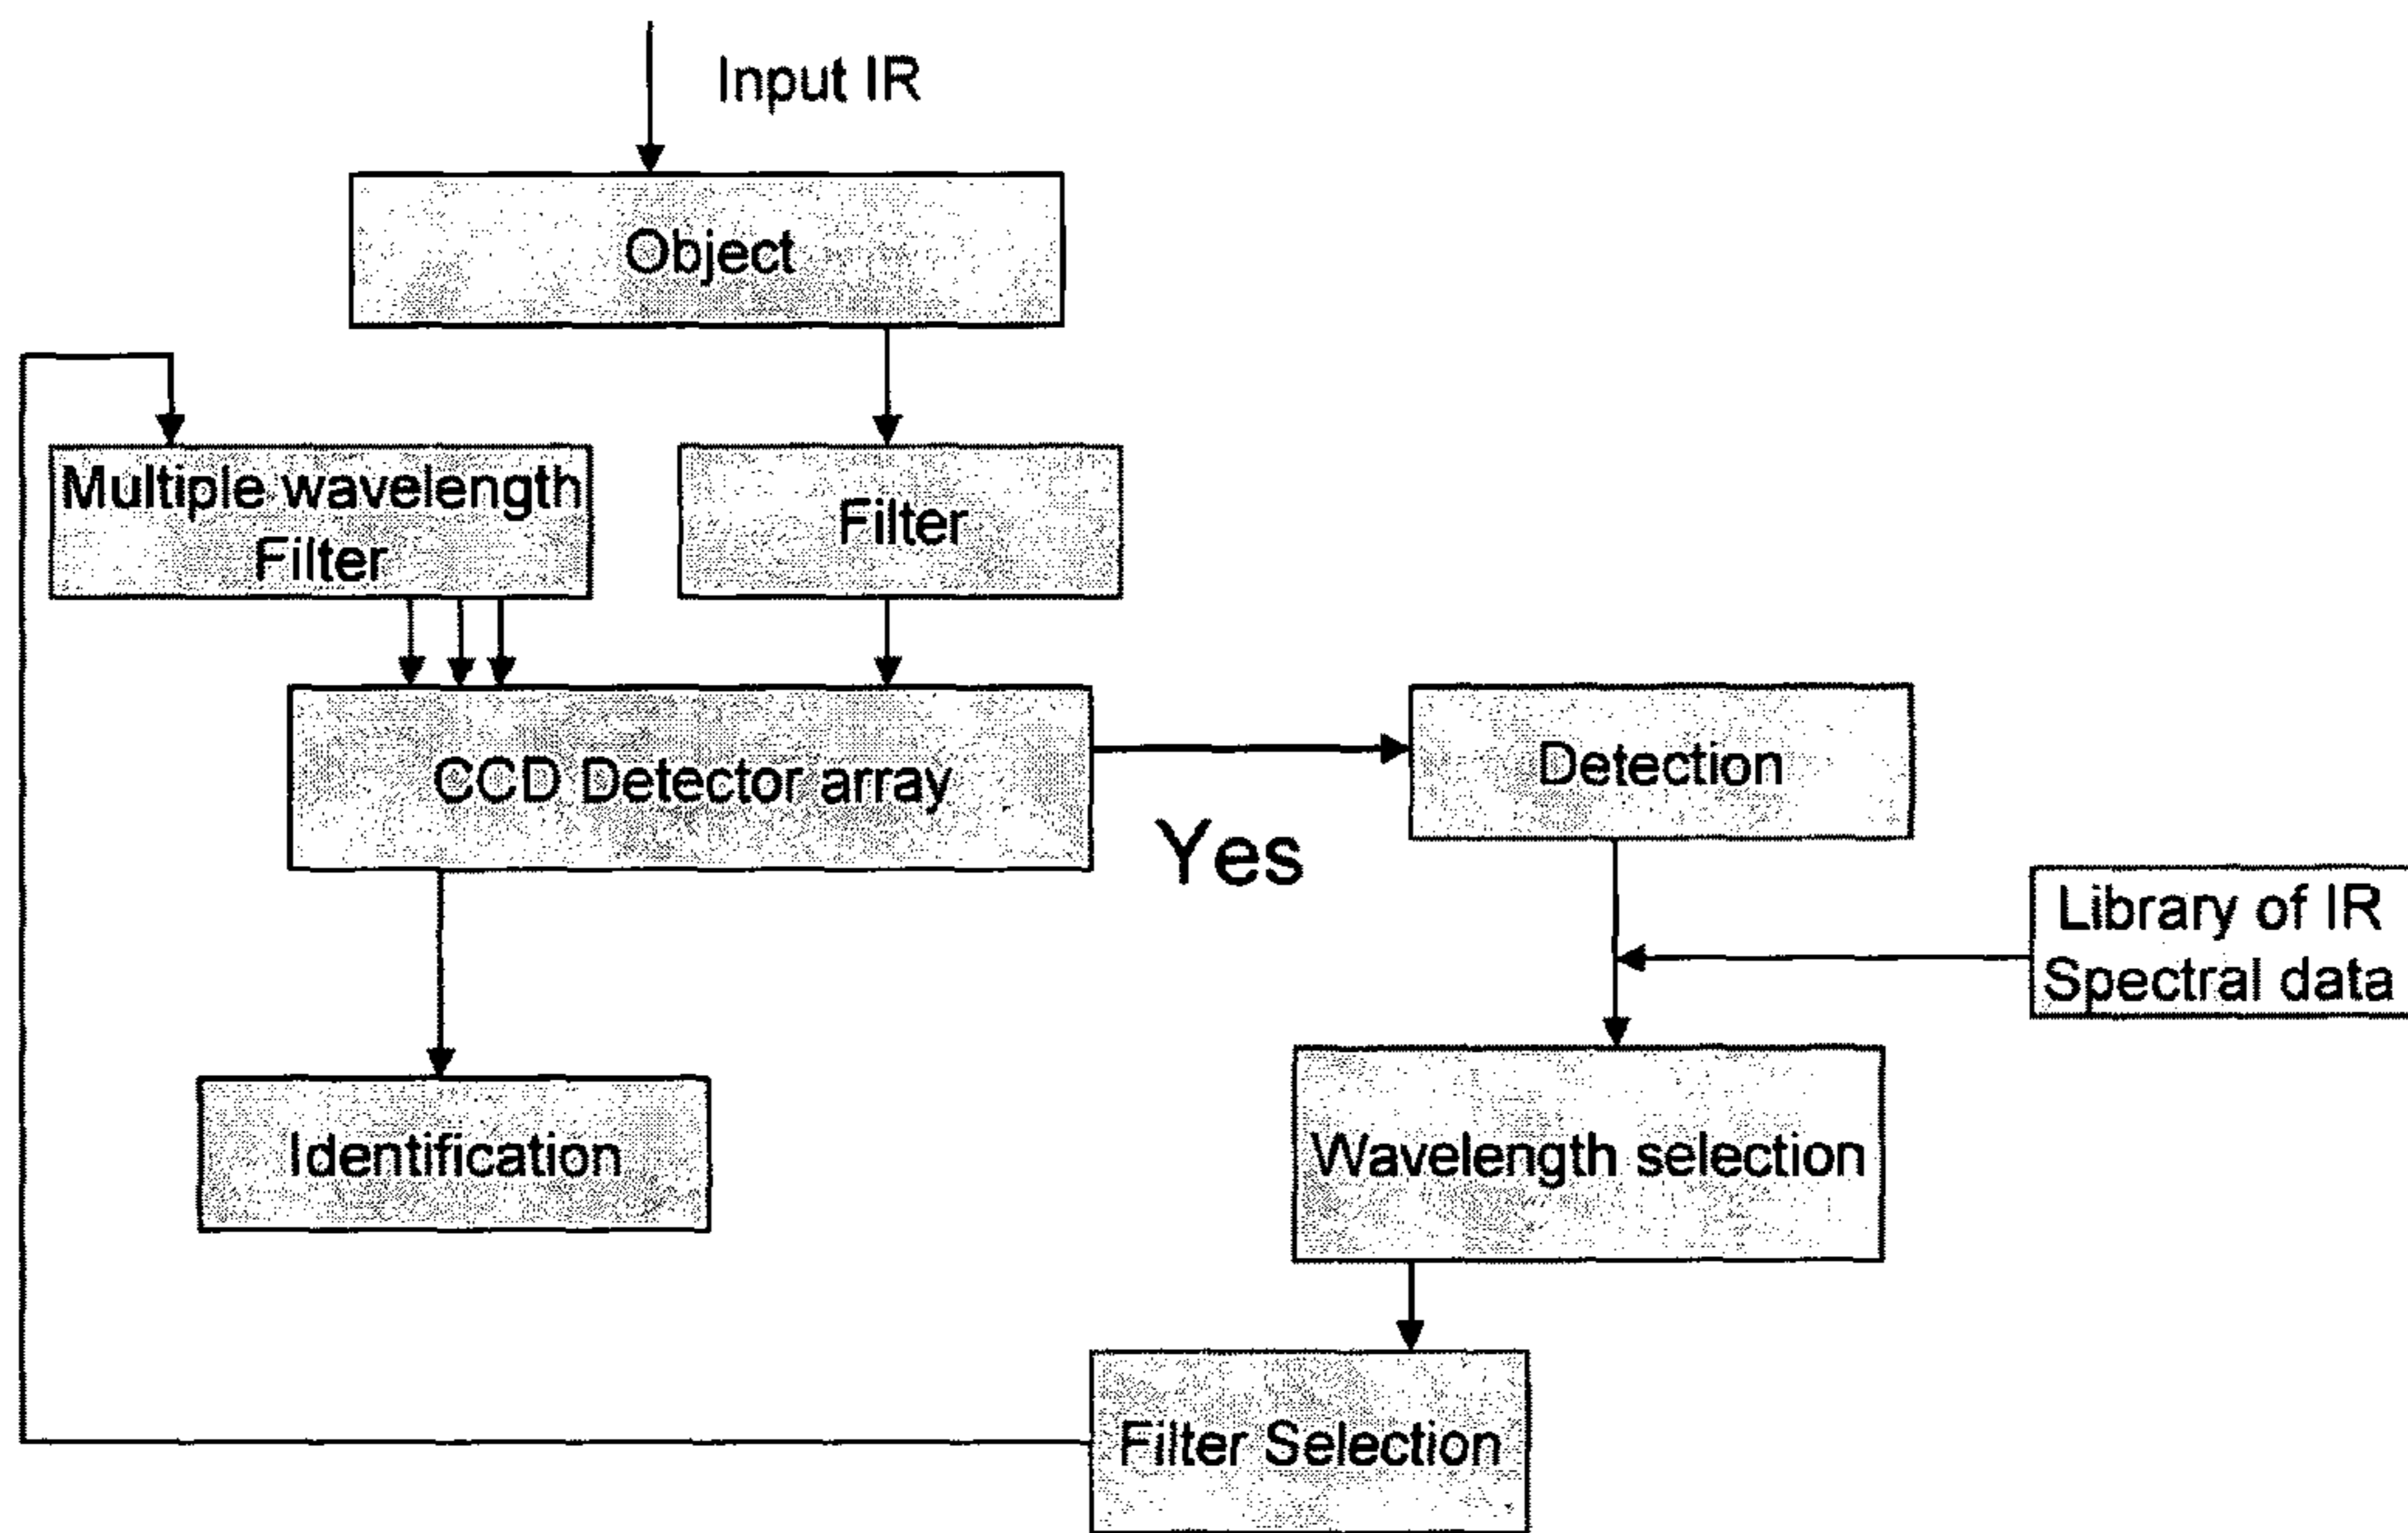 Input IR
Object
Multiple wavelength
Filter
Filter
CCD Detector array
Detection
Yes
Library of IR
Spectral data
Identification
Wavelength selection
Filter Selection